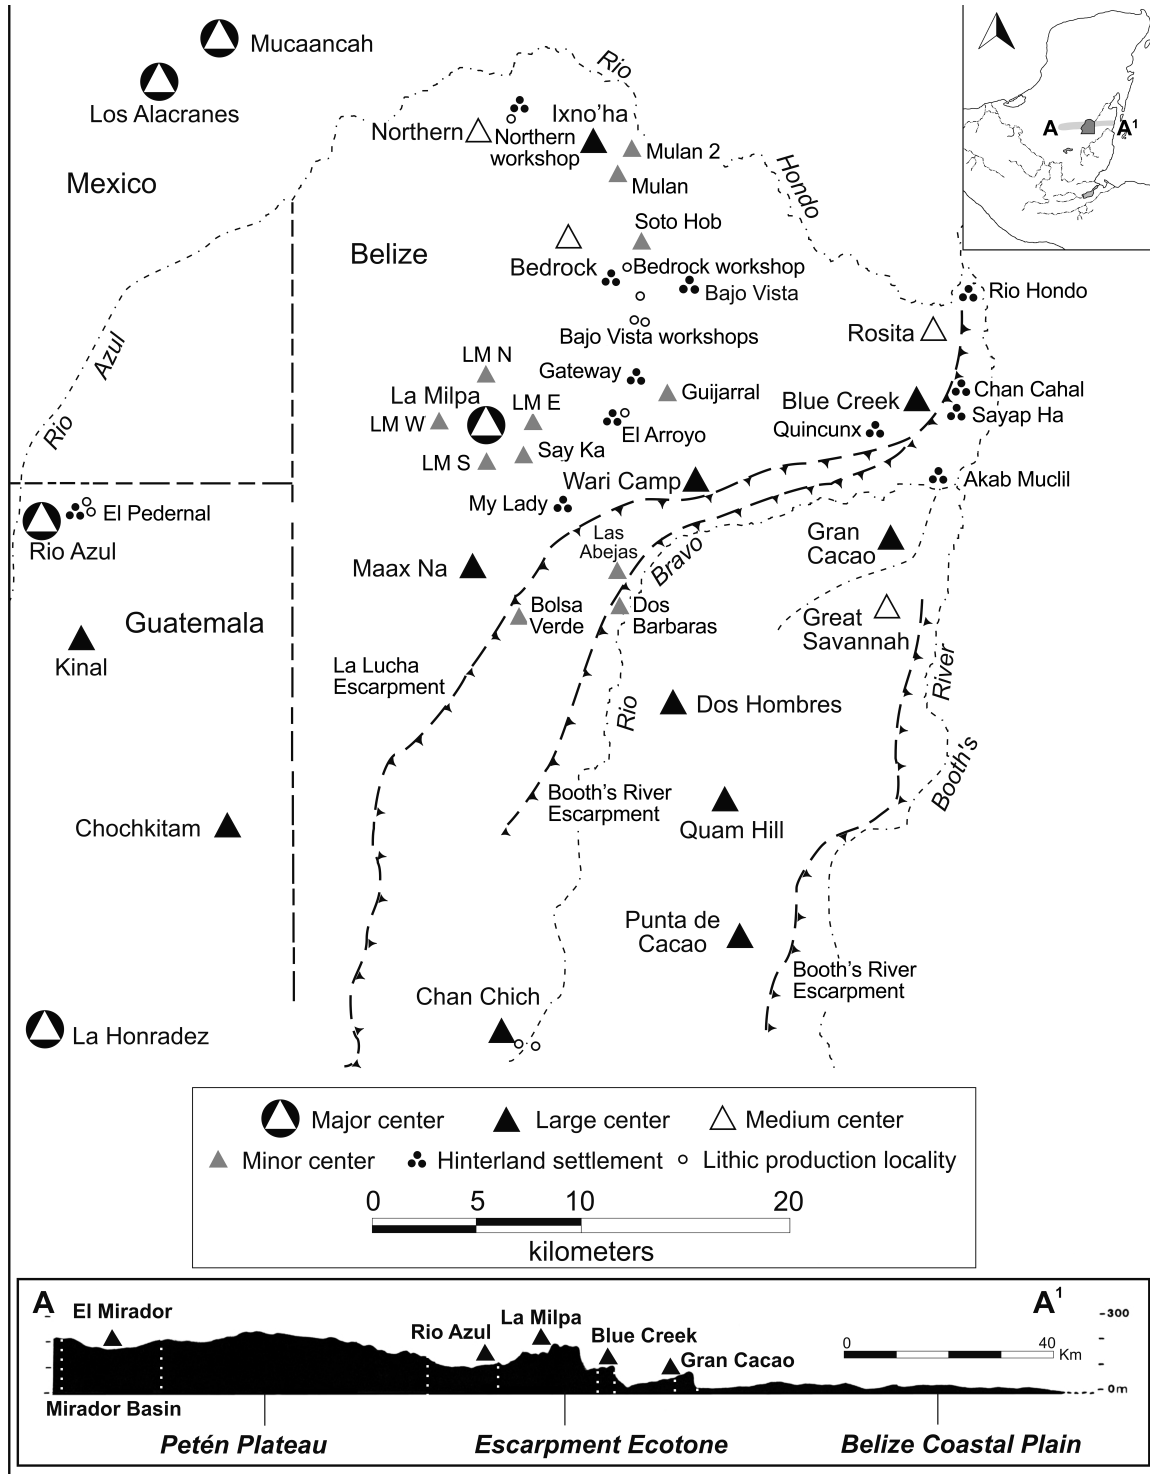 Mucaancah
Los Alacranes
Mexico
Rio
Hondo
Rio
Azul
Northern
Northern
workshop
Ixno’ha
Mulan 2
Mulan
Soto Hob
Belize
Bedrock
Bedrock workshop
Bajo Vista
Bajo Vista workshops
A
A1
Rio Hondo
Rosita
LM N
La Milpa
LM E
LM W
LM S
Say Ka
Gateway
Guijarral
El Arroyo
Blue Creek
Chan Cahal
Sayap Ha
Quincunx
Wari Camp
Akab Muclil
My Lady
El Pedernal
Rio Azul
Las
Abejas
Bravo
Rio
Gran
Cacao
Maax Na
Bolsa
Verde
Dos
Barbaras
Great
Savannah
Guatemala
Kinal
La Lucha
Escarpment
River
Booth's
Dos Hombres
Booth’s River
Escarpment
Quam Hill
Chochkitam
Punta de
Cacao
Booth’s River
Escarpment
Chan Chich
La Honradez
Major center
Large center
Medium center
Minor center
Hinterland settlement
Lithic production locality
0 5 10 20
kilometers
A
A1
El Mirador
Rio Azul
La Milpa
Blue Creek
Gran Cacao
0 40 Km
-300
-0m
Mirador Basin
Petén Plateau
Escarpment Ecotone
Belize Coastal Plain